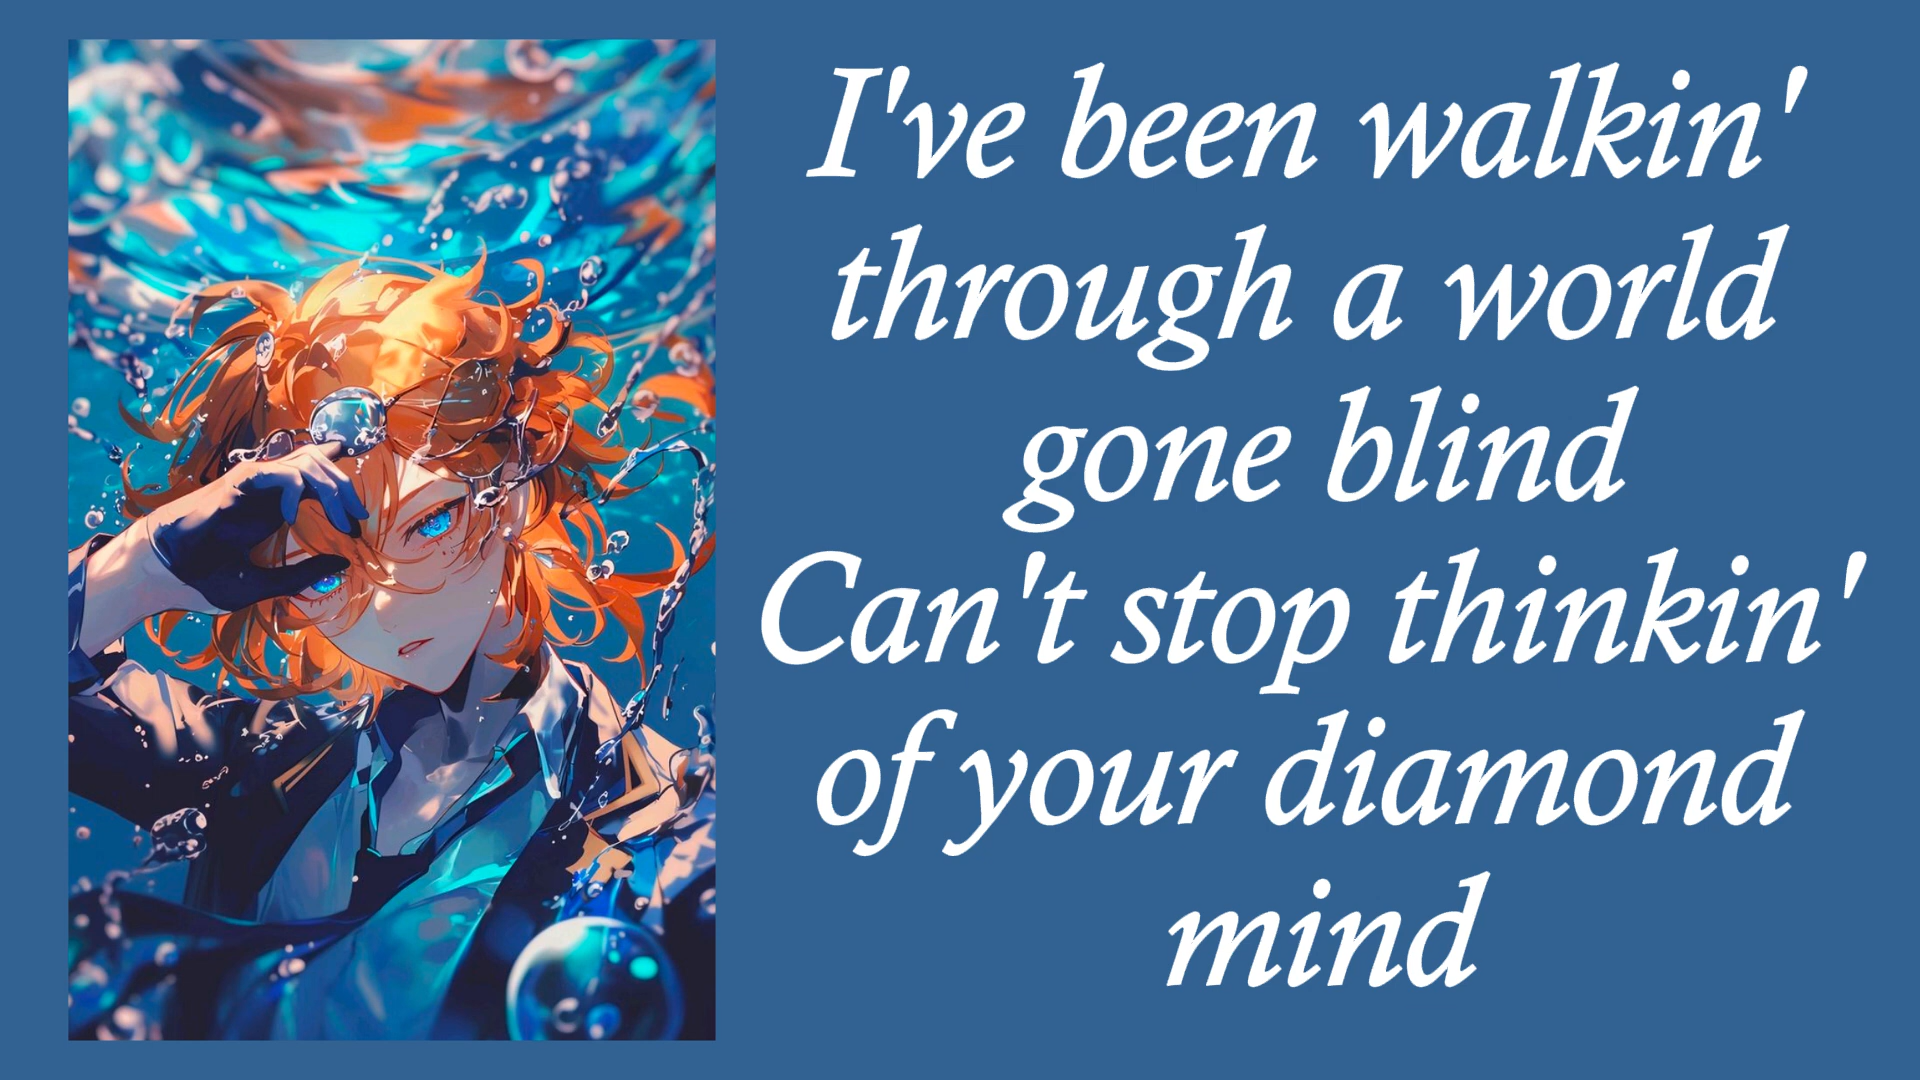 I've been walkin'
through a world
gone blind
Can't stop thinkin'
of your diamond
mind